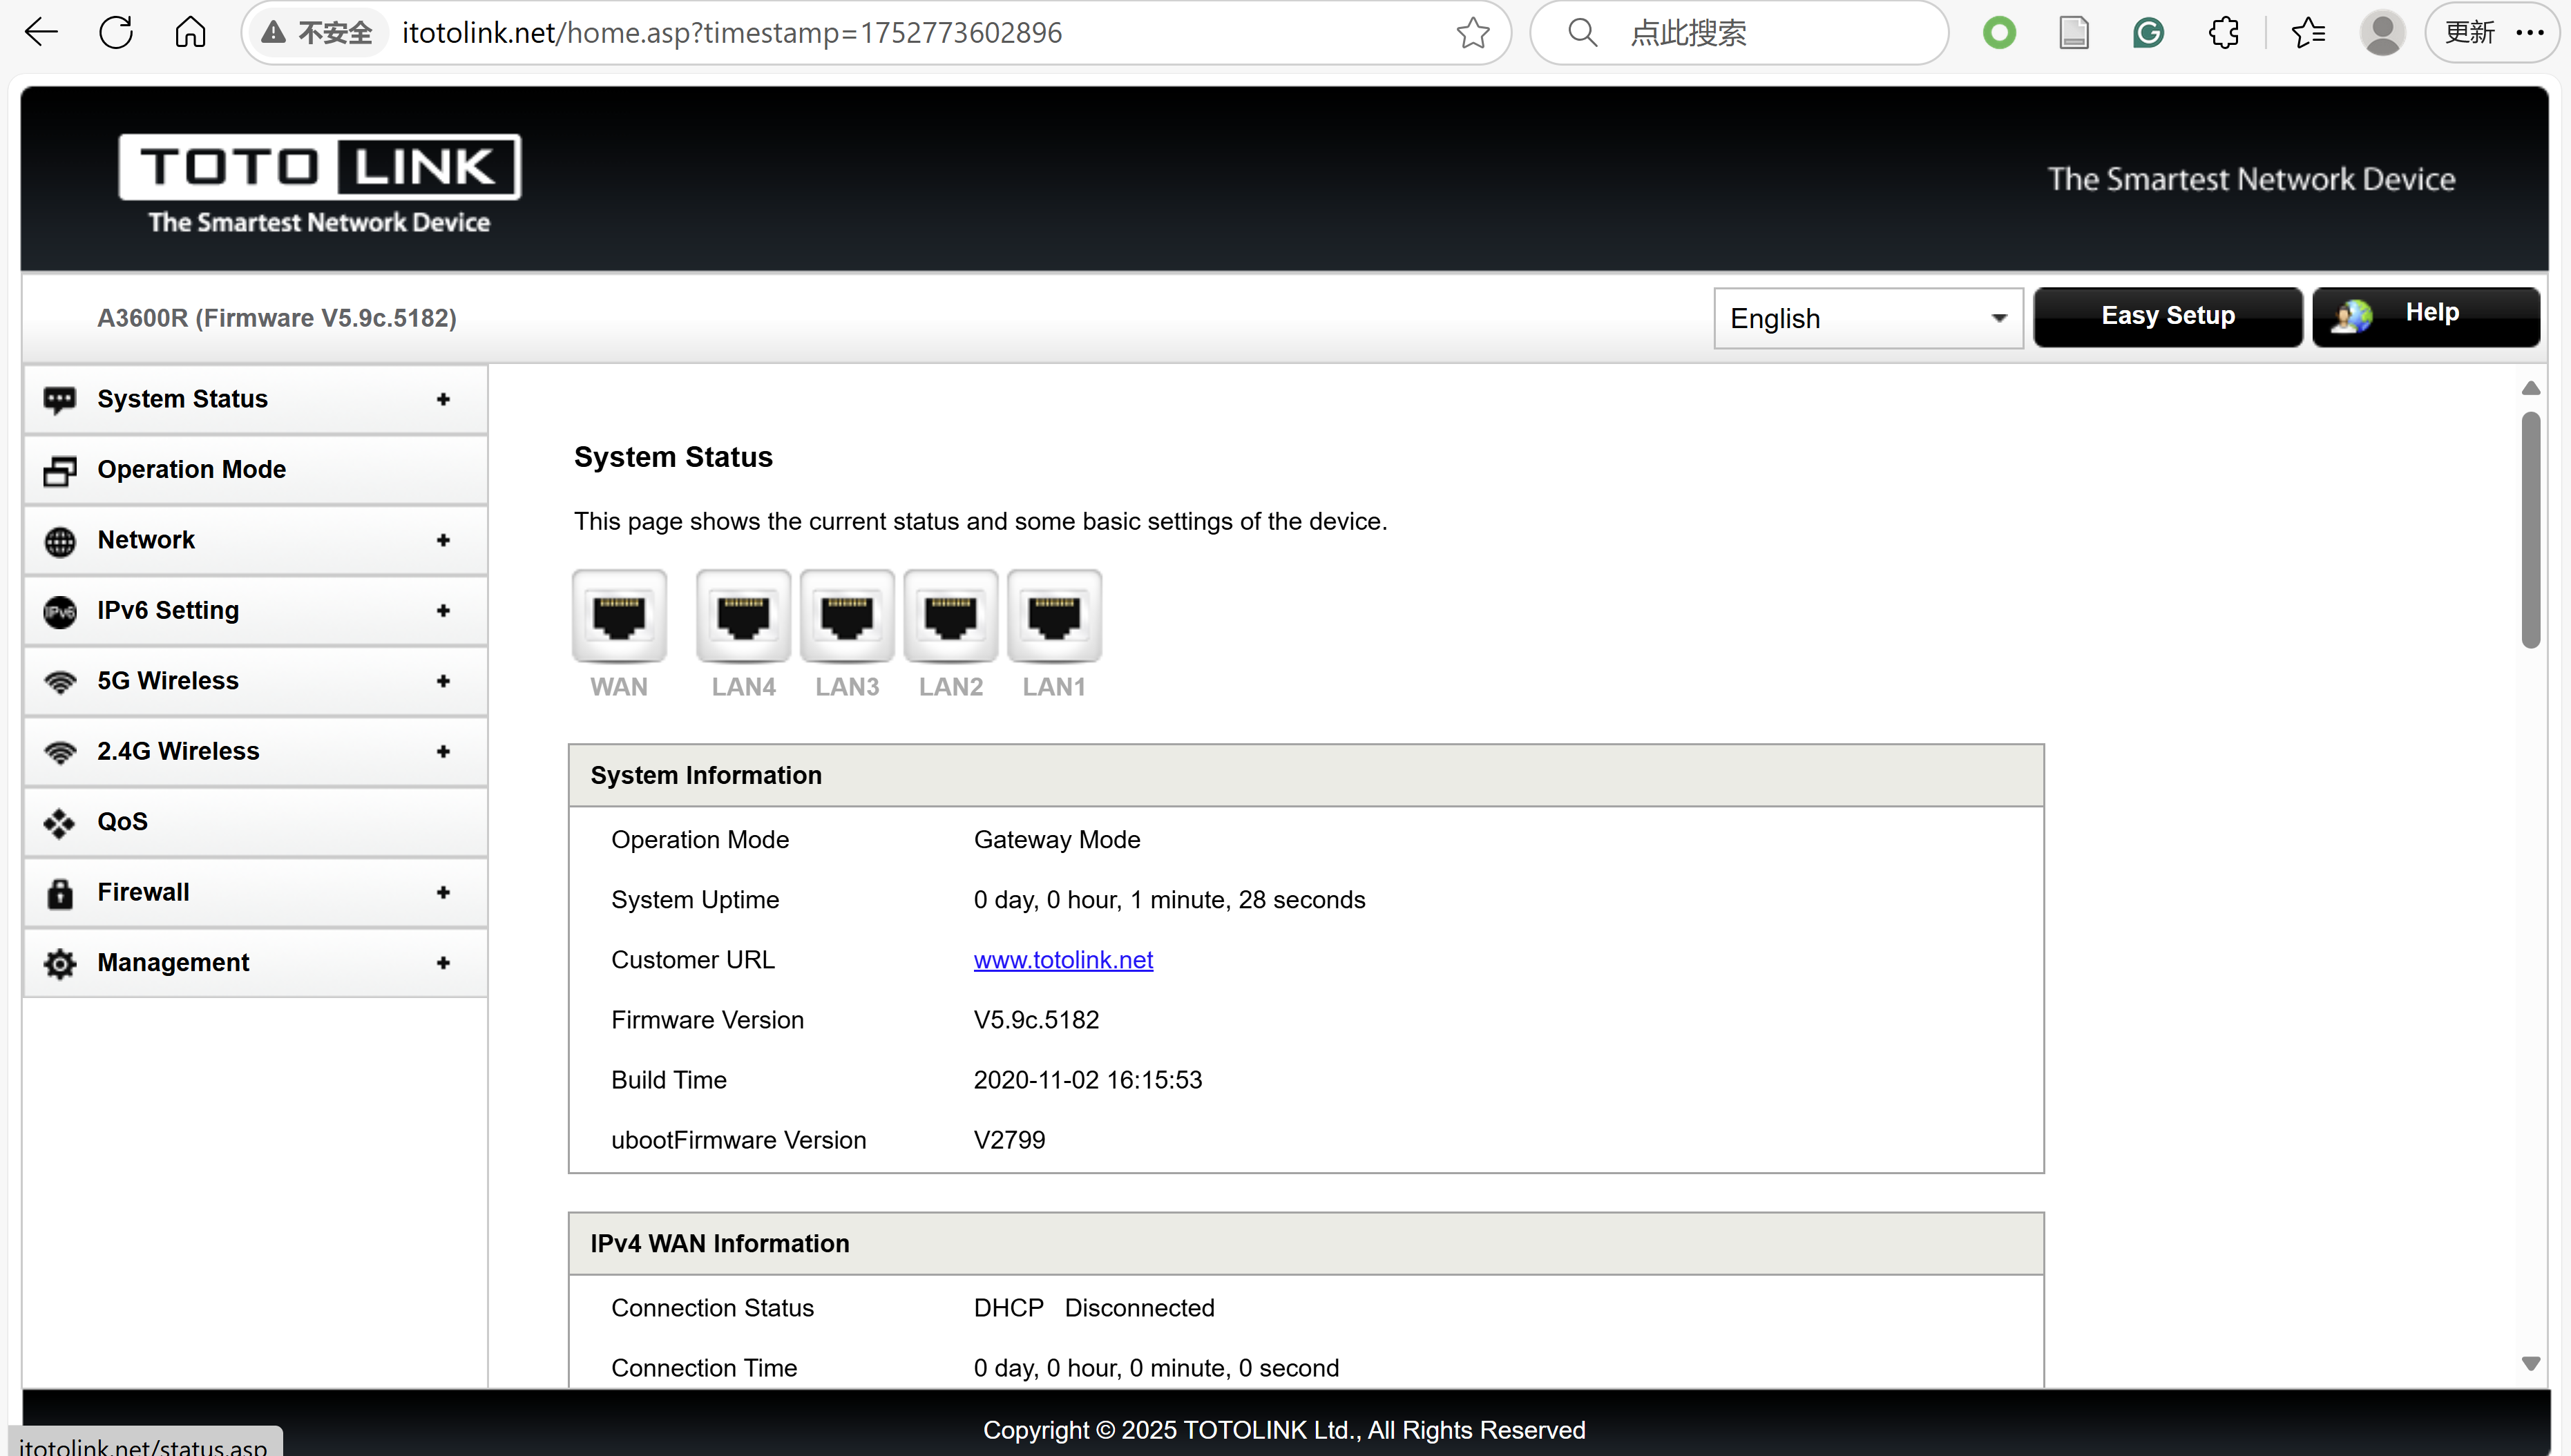 不安全 itotolink.net/home.asp?timestamp=1752773602896 点此搜索 更新
TOTO LINK
The Smartest Network Device
The Smartest Network Device
A3600R (Firmware V5.9c.5182) English Easy Setup Help
System Status +
Operation Mode
Network +
IPv6 IPv6 Setting +
5G Wireless +
2.4G Wireless +
QoS
Firewall +
Management +
System Status
This page shows the current status and some basic settings of the device.
WAN LAN4 LAN3 LAN2 LAN1
System Information
Operation Mode Gateway Mode
System Uptime 0 day, 0 hour, 1 minute, 28 seconds
Customer URL www.totolink.net
Firmware Version V5.9c.5182
Build Time 2020-11-02 16:15:53
ubootFirmware Version V2799
IPv4 WAN Information
Connection Status DHCP Disconnected
Connection Time 0 day, 0 hour, 0 minute, 0 second
Copyright © 2025 TOTOLINK Ltd., All Rights Reserved
itotolink.net/status.asp